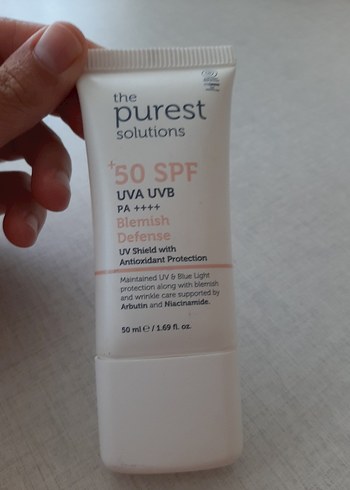 the
purest
solutions
+50 SPF
UVA UVB
PA ++++
Blemish
Defense
UV Shield with
Antioxidant Protection
Maintained UV & Blue Light
protection along with blemish
and wrinkle care supported by
Arbutin and Niacinamide.
50 ml ℮ / 1.69 fl. oz.